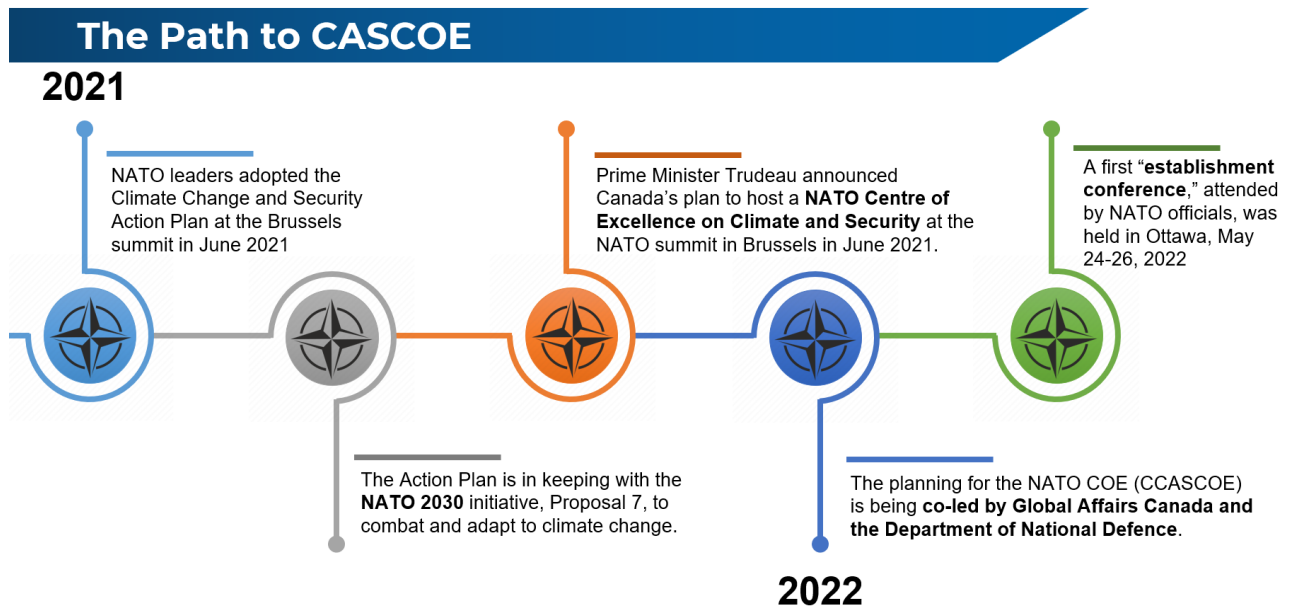 The Path to CASCOE
2021
NATO leaders adopted the
Climate Change and Security
Action Plan at the Brussels
summit in June 2021
The Action Plan is in keeping with the
NATO 2030 initiative, Proposal 7, to
combat and adapt to climate change.
Prime Minister Trudeau announced
Canada’s plan to host a NATO Centre of
Excellence on Climate and Security at the
NATO summit in Brussels in June 2021.
The planning for the NATO COE (CCASCOE)
is being co-led by Global Affairs Canada and
the Department of National Defence.
2022
A first “establishment
conference,” attended
by NATO officials, was
held in Ottawa, May
24-26, 2022